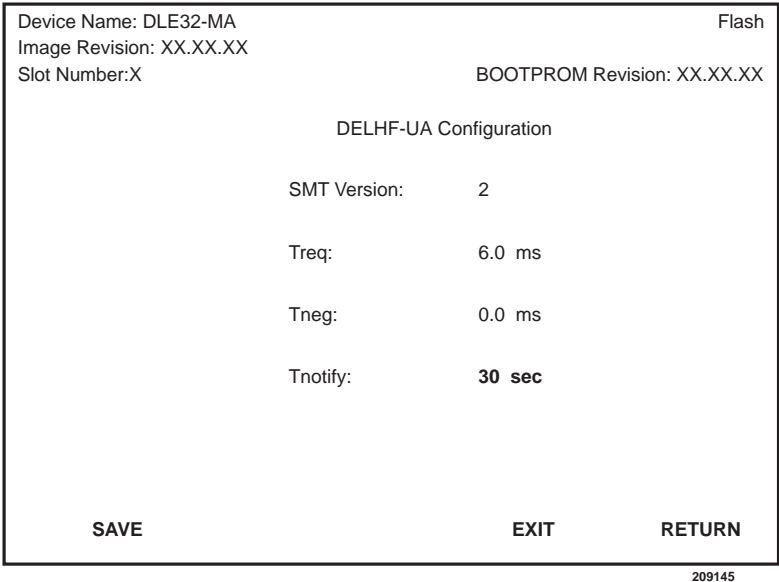 Device Name: DLE32-MA Flash
Image Revision: XX.XX.XX
Slot Number:X BOOTPROM Revision: XX.XX.XX
DELHF-UA Configuration
SMT Version: 2
Treq: 6.0 ms
Tneg: 0.0 ms
Tnotify: 30 sec
SAVE EXIT RETURN
209145